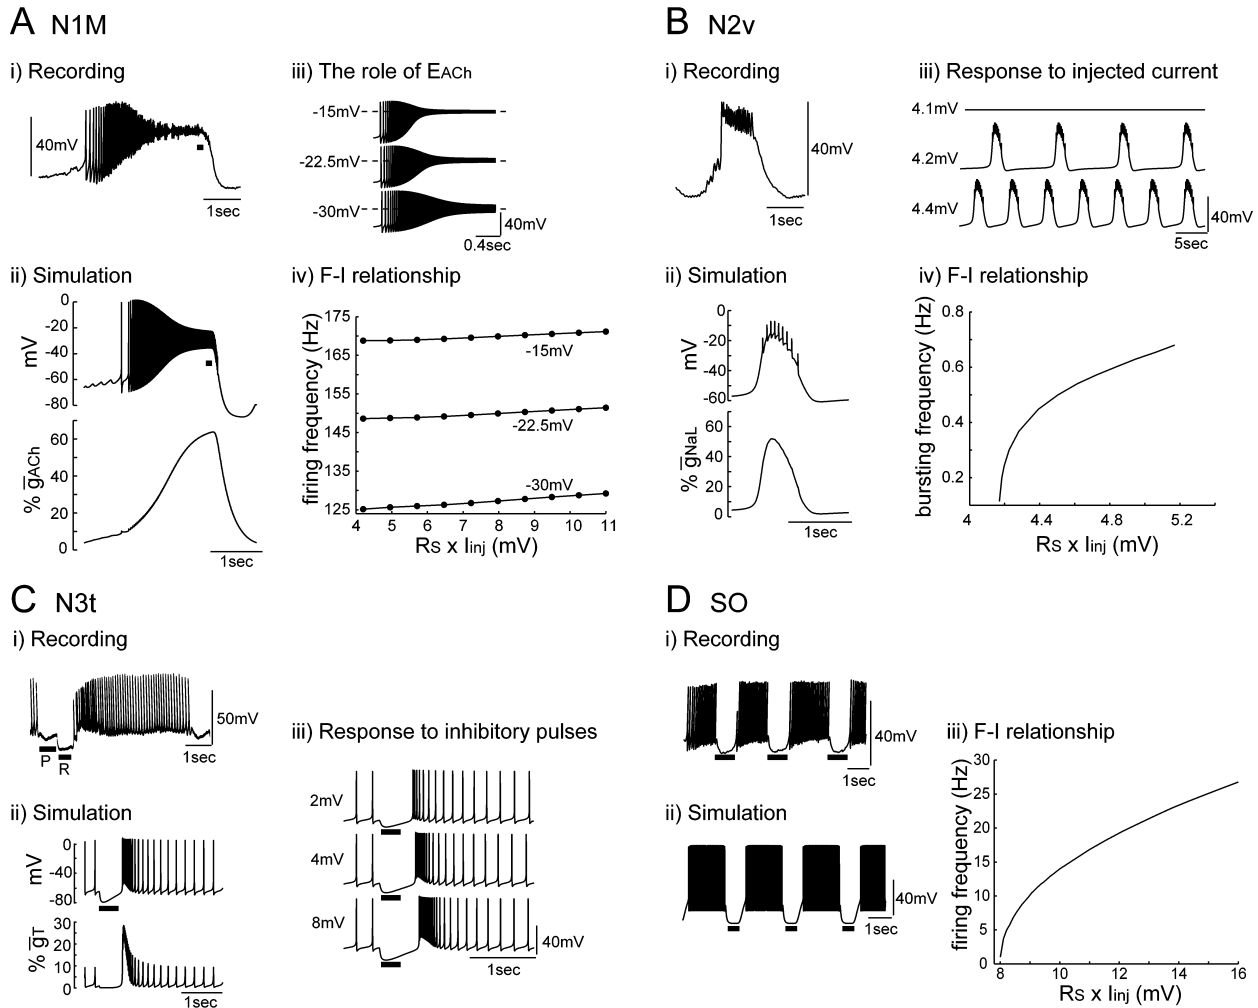 A N1M
i) Recording
40mV
1sec
iii) The role of EACh
-15mV
-22.5mV
-30mV
40mV
0.4sec
ii) Simulation
0
-20
-40
-60
-80
mV
60
40
20
0
% g̅ACh
1sec
iv) F-I relationship
175
165
155
145
135
125
firing frequency (Hz)
-15mV
-22.5mV
-30mV
4 5 6 7 8 9 10 11
RS x Iinj (mV)
B N2v
i) Recording
40mV
1sec
iii) Response to injected current
4.1mV
4.2mV
4.4mV
40mV
5sec
ii) Simulation
0
-20
-40
-60
mV
60
40
20
0
% g̅NaL
1sec
iv) F-I relationship
0.8
0.6
0.4
0.2
bursting frequency (Hz)
4 4.4 4.8 5.2
RS x Iinj (mV)
C N3t
i) Recording
50mV
1sec
P R
ii) Simulation
0
-40
-80
mV
30
20
10
0
% g̅T
1sec
iii) Response to inhibitory pulses
2mV
4mV
8mV
40mV
1sec
D SO
i) Recording
40mV
1sec
ii) Simulation
40mV
1sec
iii) F-I relationship
30
25
20
15
10
5
0
firing frequency (Hz)
8 10 12 14 16
RS x Iinj (mV)